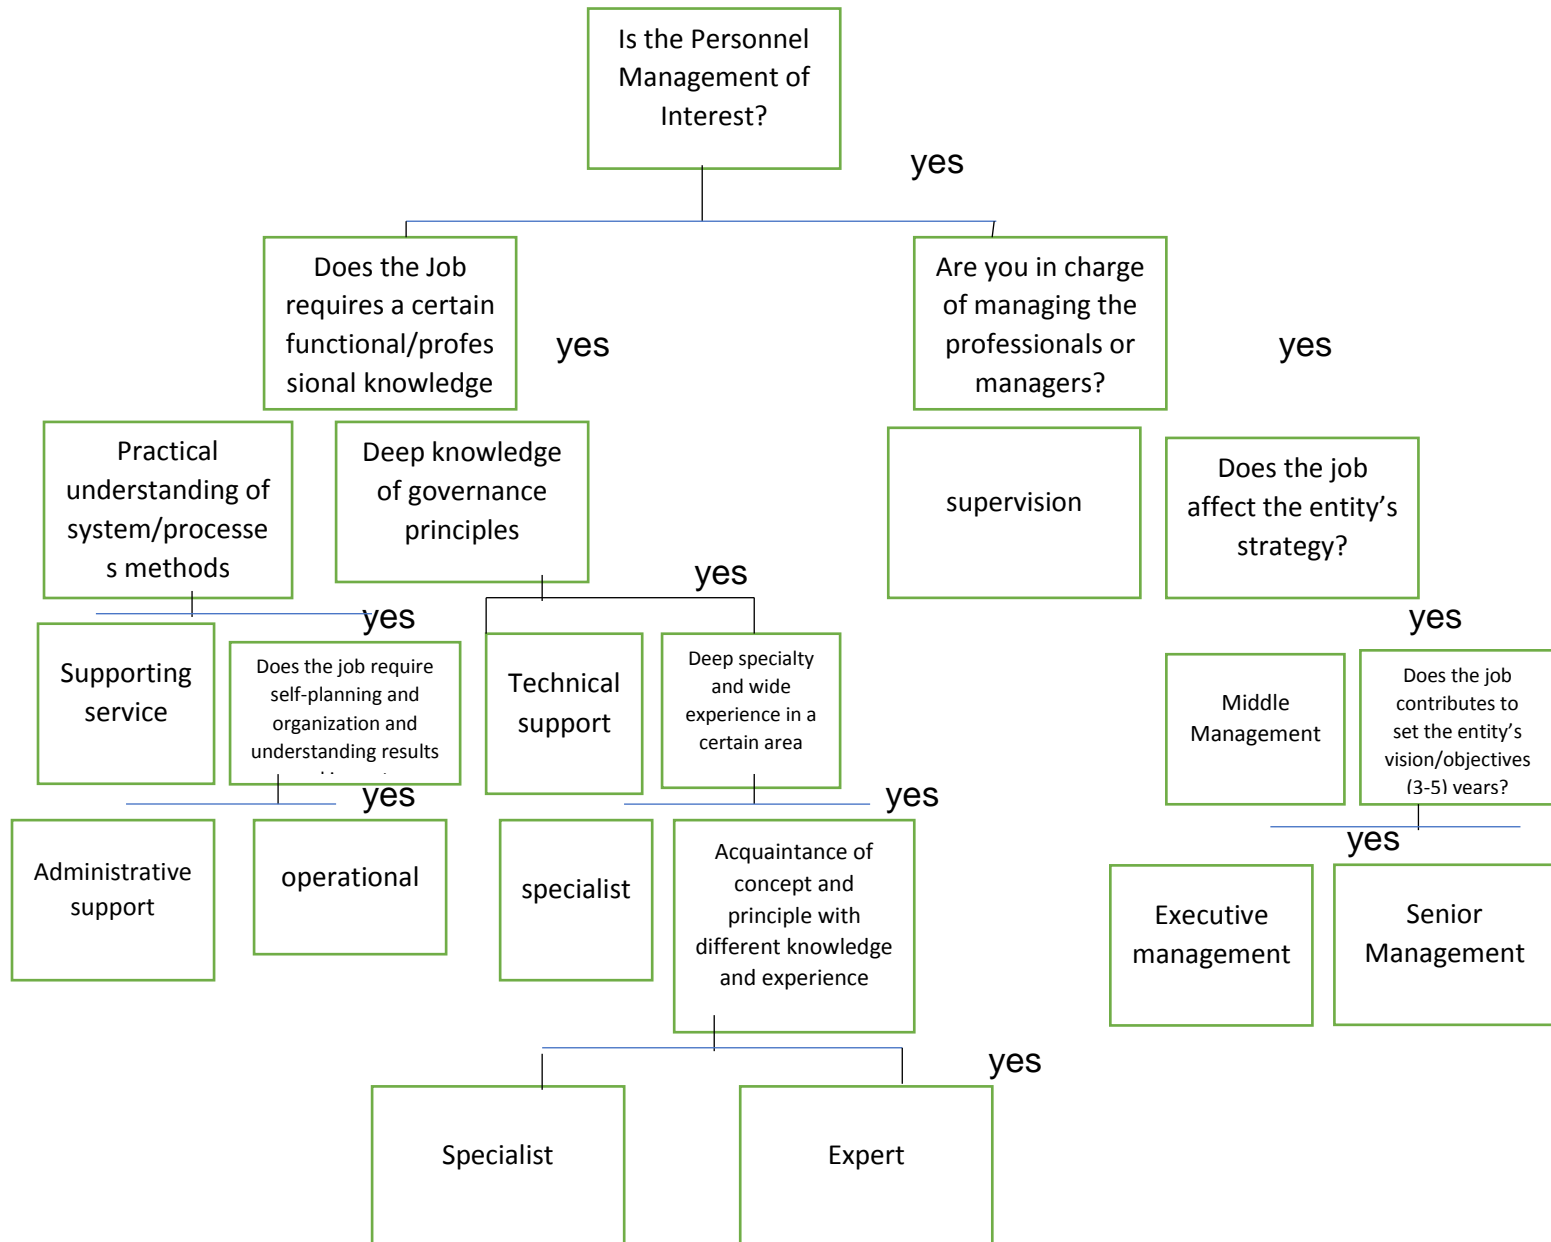 Is the Personnel
Management of
Interest?
yes
Does the Job
requires a certain
functional/profes
sional knowledge
yes
Are you in charge
of managing the
professionals or
managers?
yes
Practical
understanding of
system/processe
s methods
Deep knowledge
of governance
principles
supervision
Does the job
affect the entity's
strategy?
yes
yes
yes
Supporting
service
Does the job require
self-planning and
organization and
understanding results
Technical
support
Deep specialty
and wide
experience in a
certain area
Middle
Management
Does the job
contributes to
set the entity's
vision/objectives
(3-5) years?
yes
yes
yes
Administrative
support
operational
specialist
Acquaintance of
concept and
principle with
different knowledge
and experience
Executive
management
Senior
Management
yes
Specialist
Expert